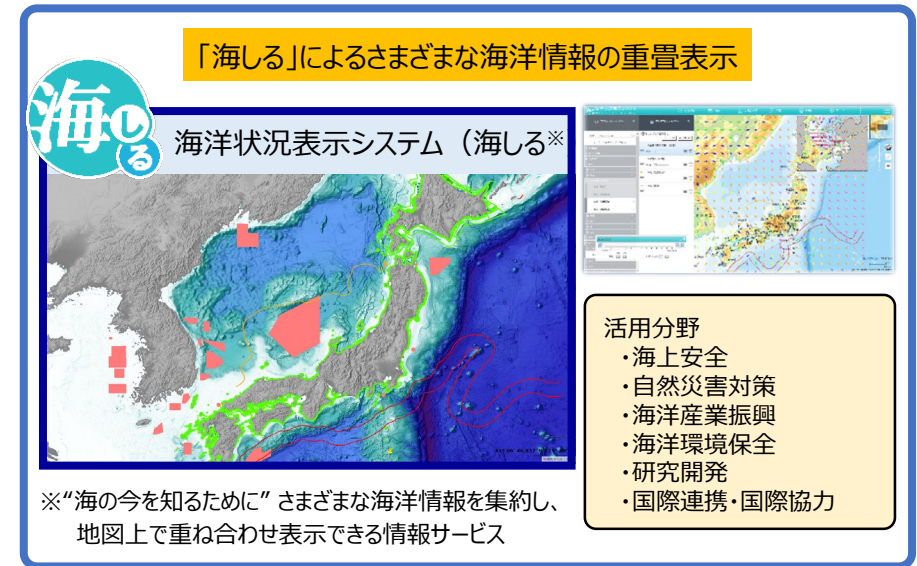 「海しる」によるさまざまな海洋情報の重畳表示
海しる
海洋状況表示システム（海しる※
※“海の今を知るために” さまざまな海洋情報を集約し、
地図上で重ね合わせ表示できる情報サービス
活用分野
・海上安全
・自然災害対策
・海洋産業振興
・海洋環境保全
・研究開発
・国際連携・国際協力